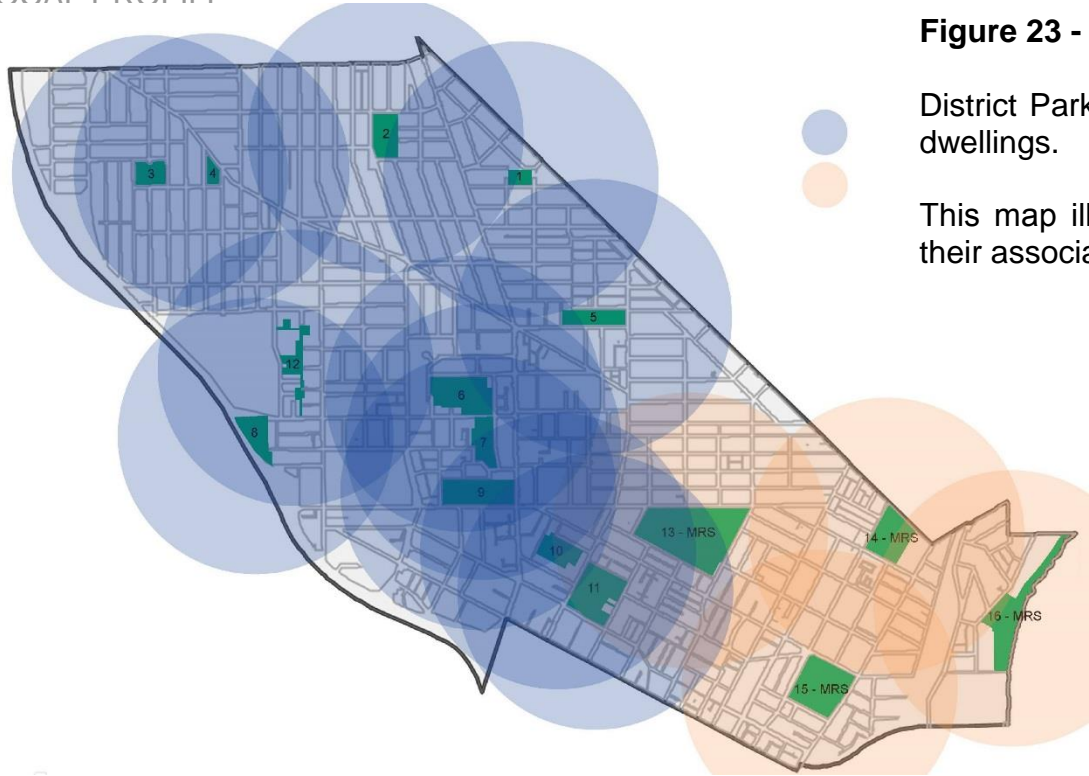 Figure 23 -
District Park
dwellings.
This map ill
their associa
2
1
3
4
5
12
6
8
7
9
13 - MRS
14 - MRS
10
11
16 - MRS
15 - MRS